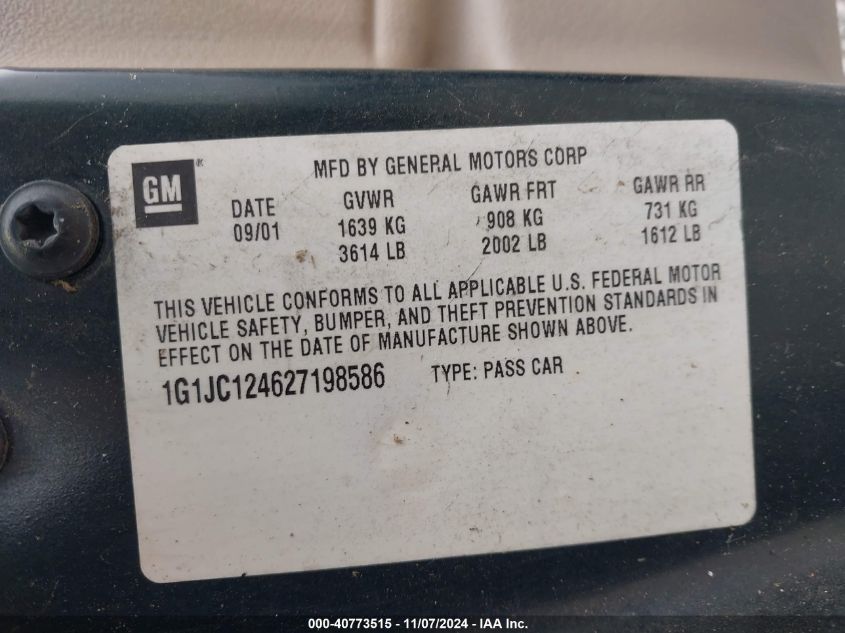 GM
MFD BY GENERAL MOTORS CORP
DATE GVWR GAWR FRT GAWR RR
09/01 1639 KG 908 KG 731 KG
3614 LB 2002 LB 1612 LB
THIS VEHICLE CONFORMS TO ALL APPLICABLE U.S. FEDERAL MOTOR
VEHICLE SAFETY, BUMPER, AND THEFT PREVENTION STANDARDS IN
EFFECT ON THE DATE OF MANUFACTURE SHOWN ABOVE.
1G1JC124627198586 TYPE: PASS CAR
000-40773515 - 11/07/2024 - IAA Inc.